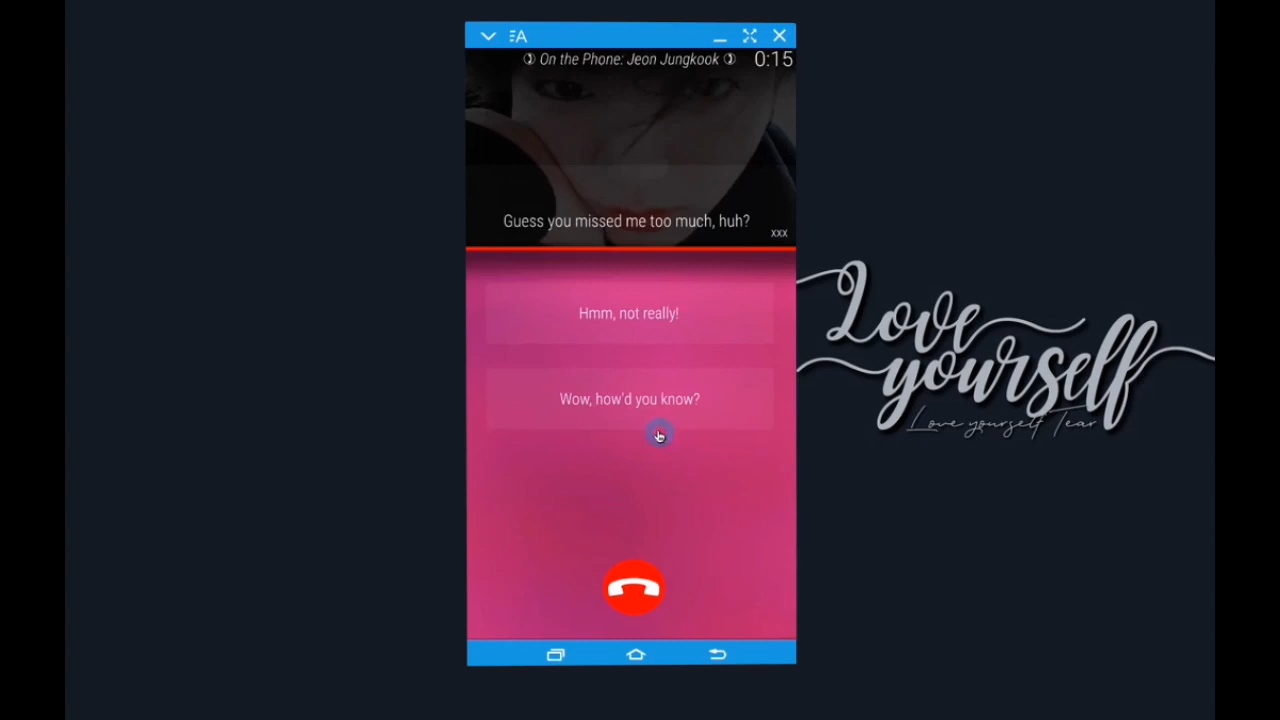 On the Phone: Jeon Jungkook
0:15
Guess you missed me too much, huh?
xxx
Hmm, not really!
Wow, how'd you know?
Love
yourself
Love yourself Tear